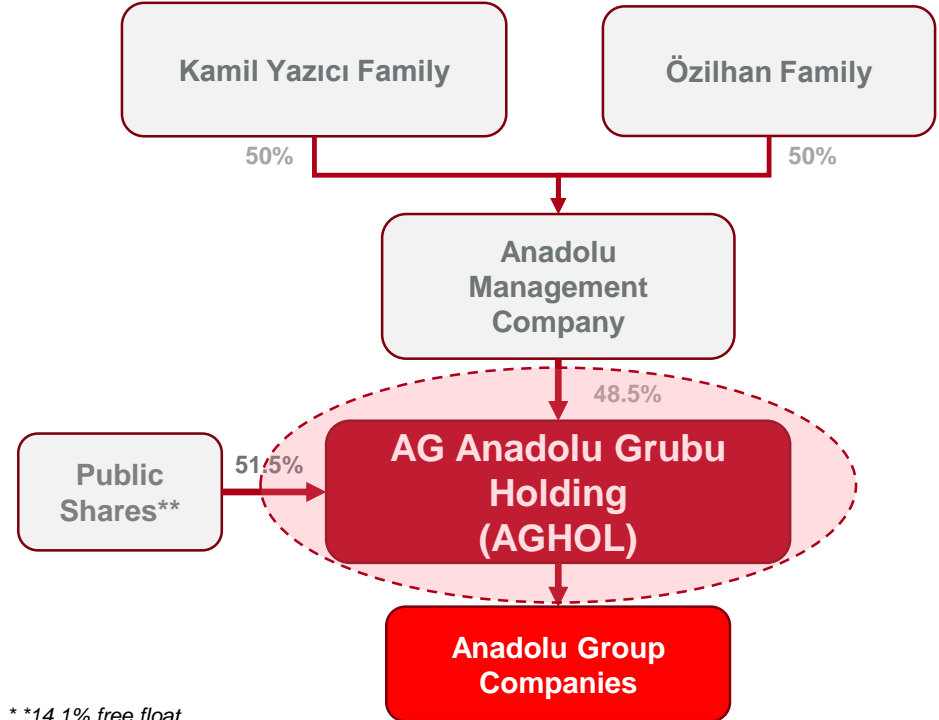 Kamil Yazıcı Family
Özilhan Family
50%
50%
Anadolu
Management
Company
48.5%
Public
Shares**
51.5%
AG Anadolu Grubu
Holding
(AGHOL)
Anadolu Group
Companies
* *14.1% free float